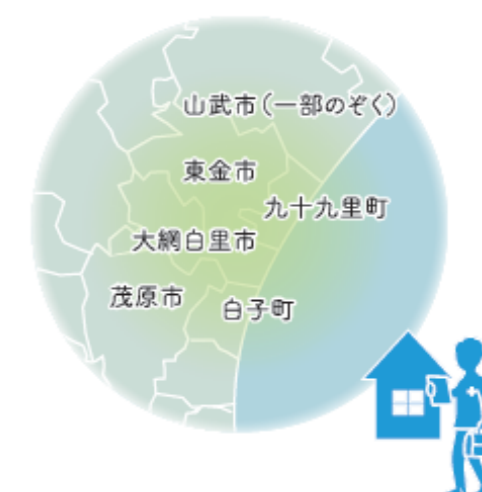 山武市(一部のぞく)
東金市
九十九里町
大網白里市
茂原市
白子町